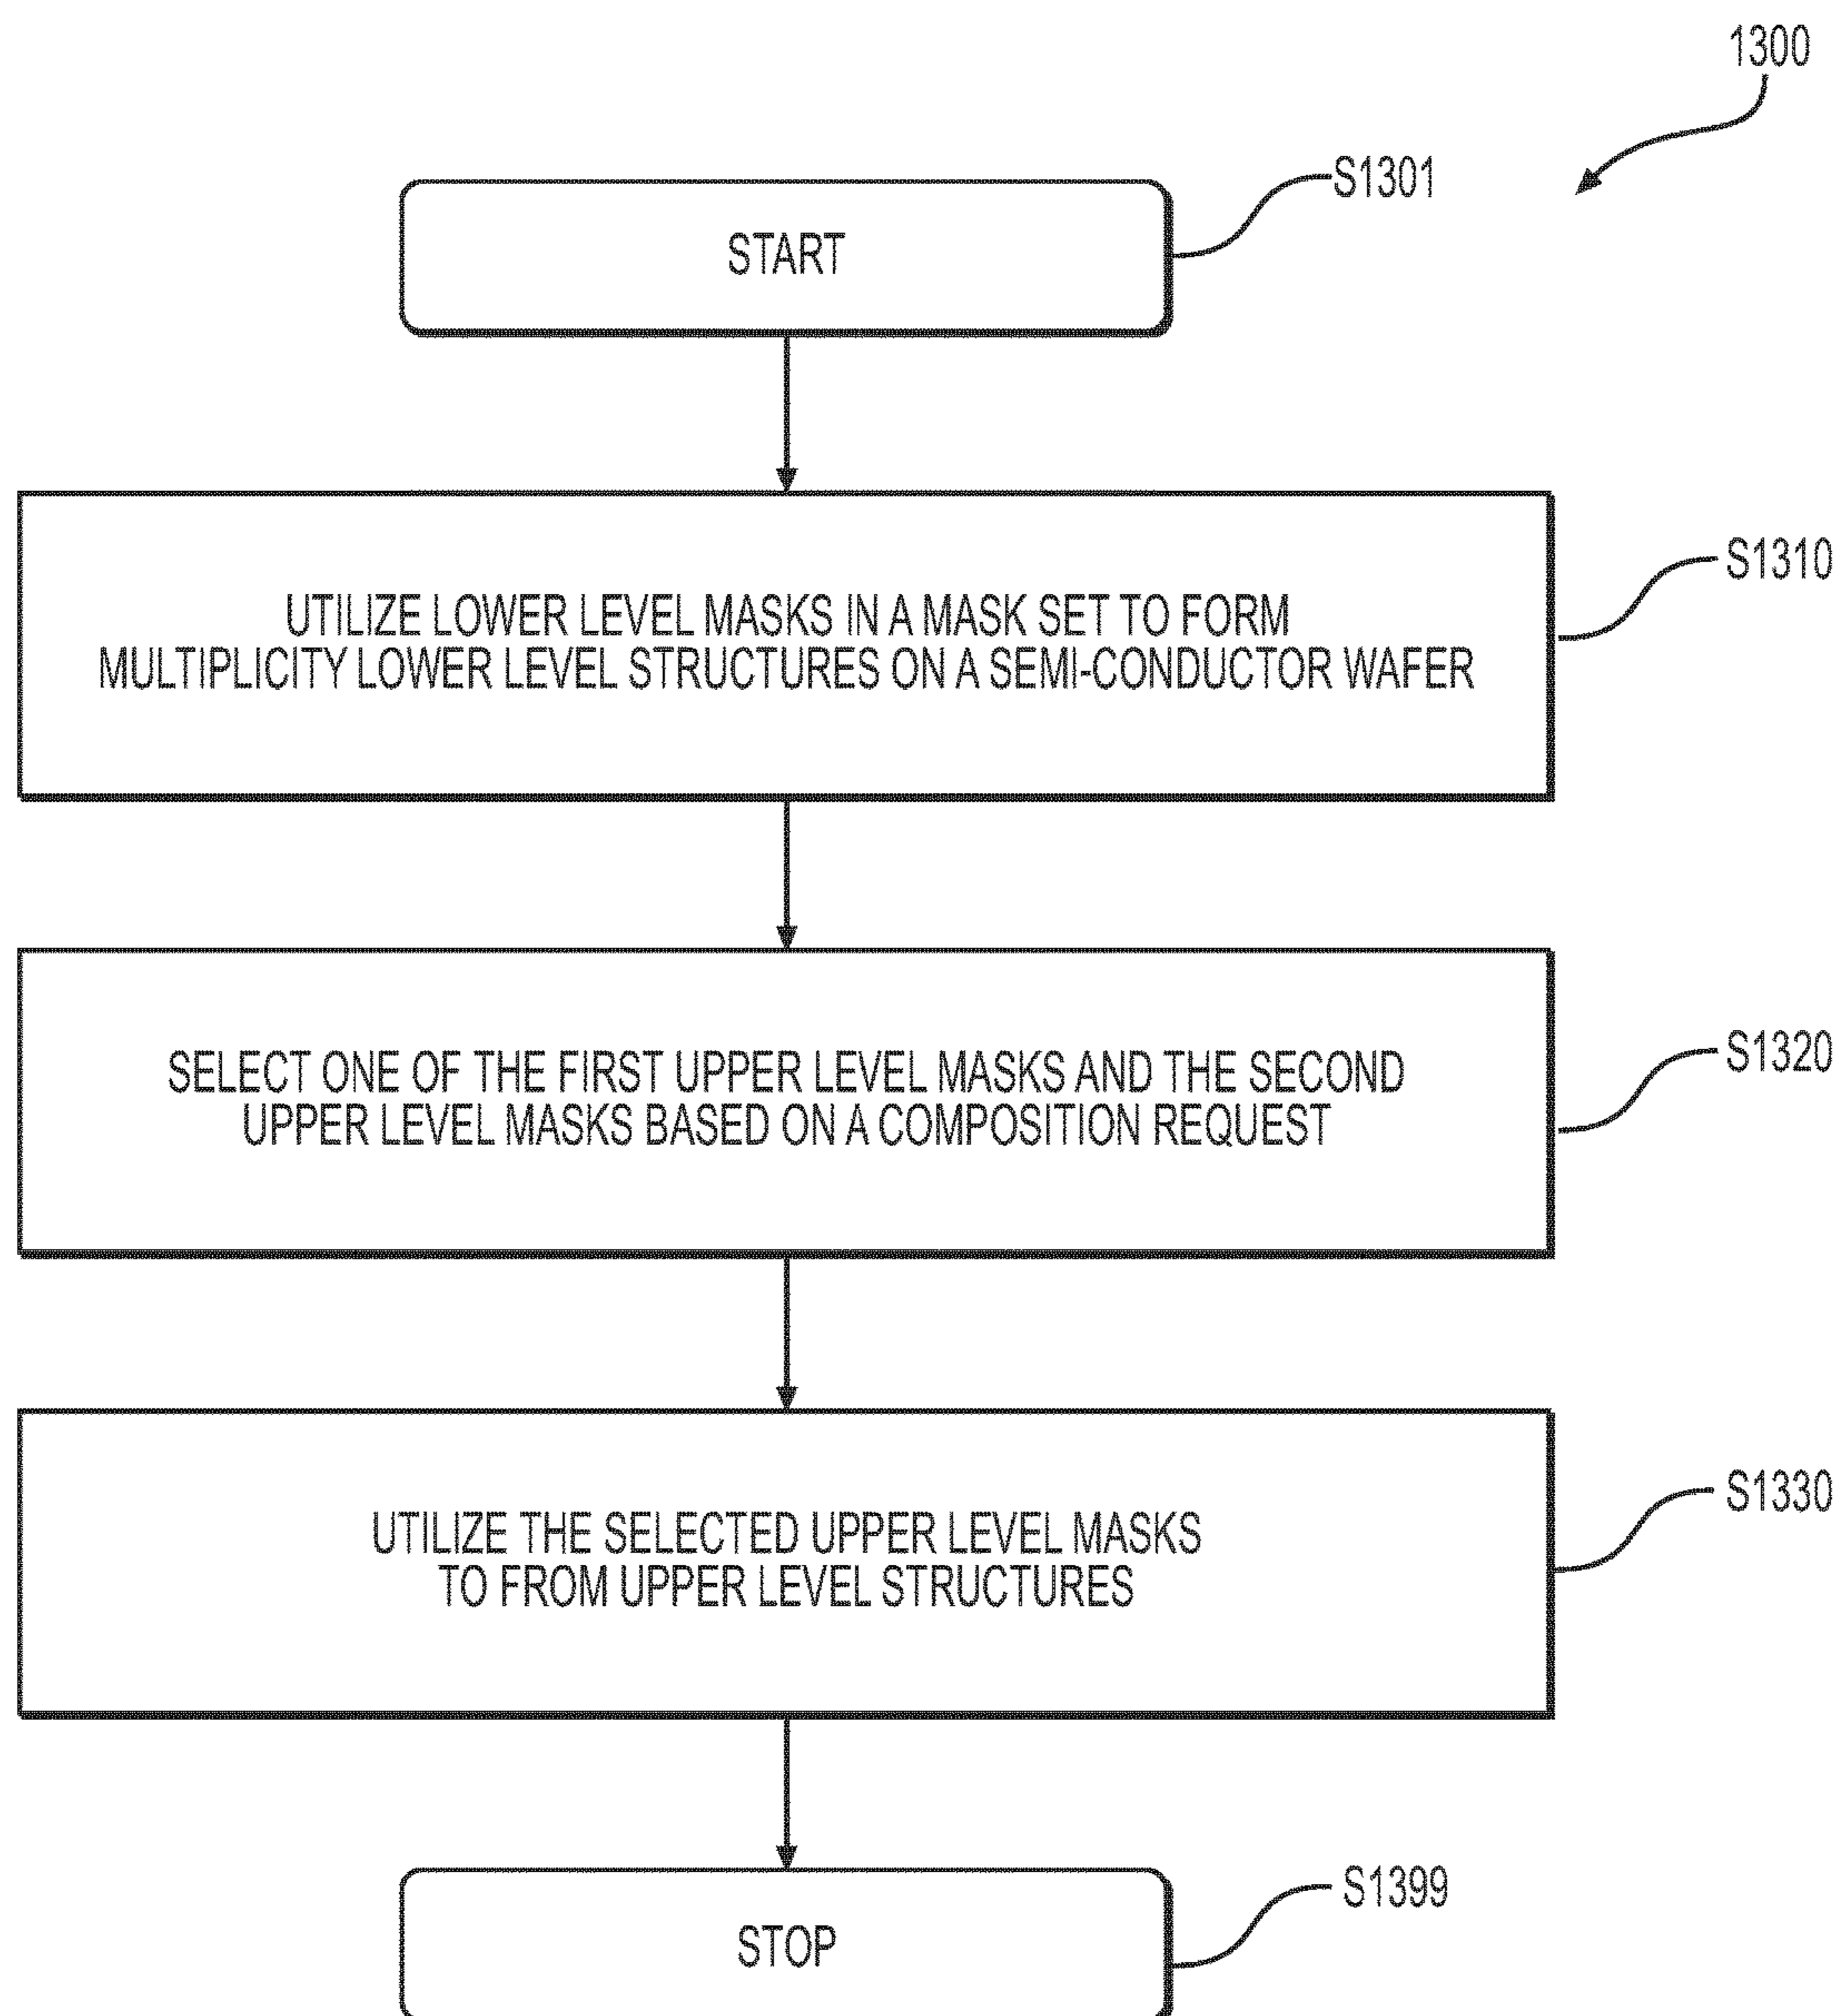 1300
S1301
START
S1310
UTILIZE LOWER LEVEL MASKS IN A MASK SET TO FORM
MULTIPLICITY LOWER LEVEL STRUCTURES ON A SEMI-CONDUCTOR WAFER
S1320
SELECT ONE OF THE FIRST UPPER LEVEL MASKS AND THE SECOND
UPPER LEVEL MASKS BASED ON A COMPOSITION REQUEST
S1330
UTILIZE THE SELECTED UPPER LEVEL MASKS
TO FROM UPPER LEVEL STRUCTURES
S1399
STOP